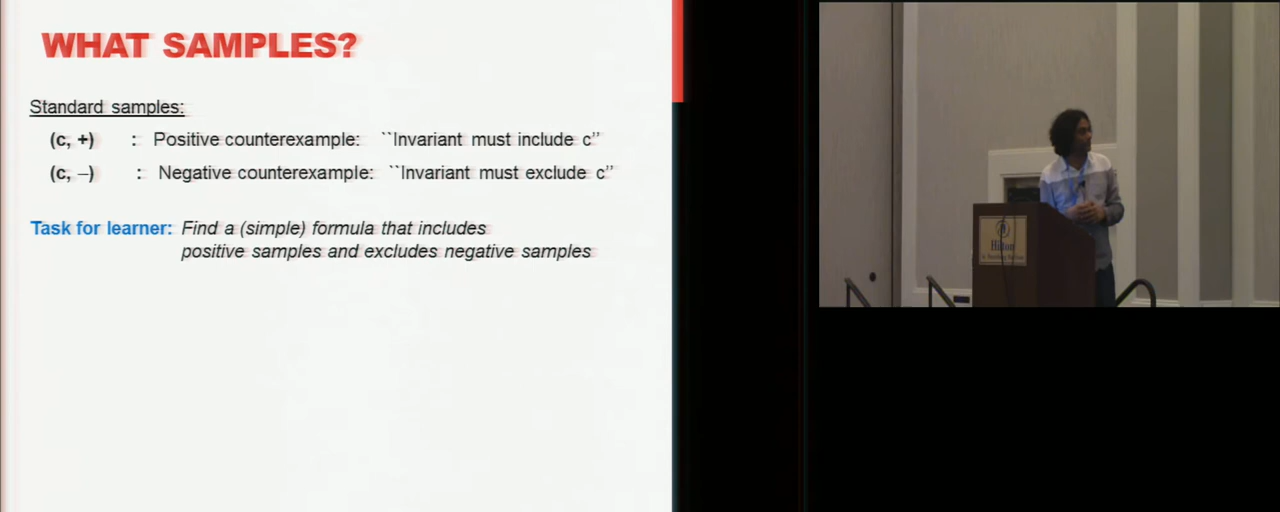 WHAT SAMPLES?
Standard samples:
(c, +) : Positive counterexample: ``Invariant must include c’’
(c, –) : Negative counterexample: ``Invariant must exclude c’’
Task for learner: Find a (simple) formula that includes
positive samples and excludes negative samples
Hilton